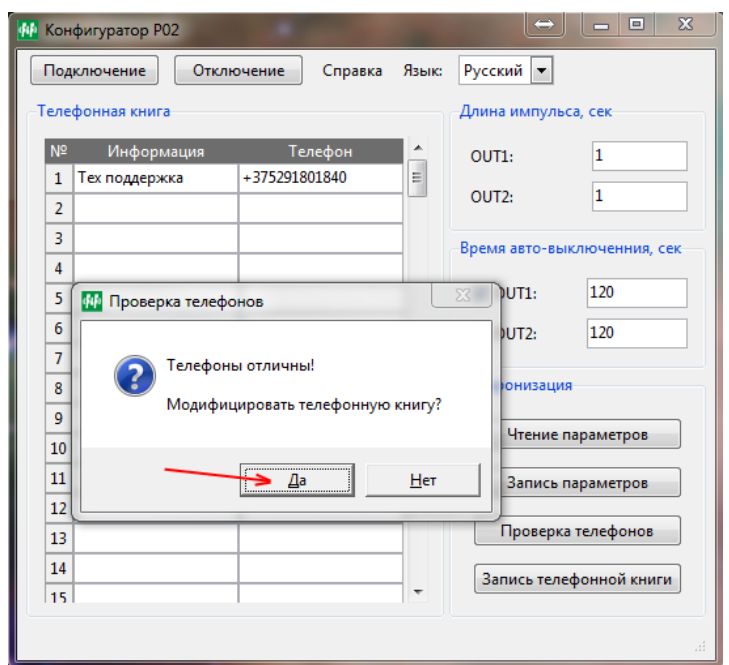 Конфигуратор P02
Подключение Отключение Справка Язык: Русский
Телефонная книга
№ Информация Телефон
1 Тех поддержка +375291801840
2
3
4
5
6
7
8
9
10
11
12
13
14
15
Длина импульса, сек
OUT1: 1
OUT2: 1
Время авто-выключенния, сек
OUT1: 120
OUT2: 120
Чтение параметров
Запись параметров
Проверка телефонов
Запись телефонной книги
Проверка телефонов
Телефоны отличны!
Модифицировать телефонную книгу?
Да Нет